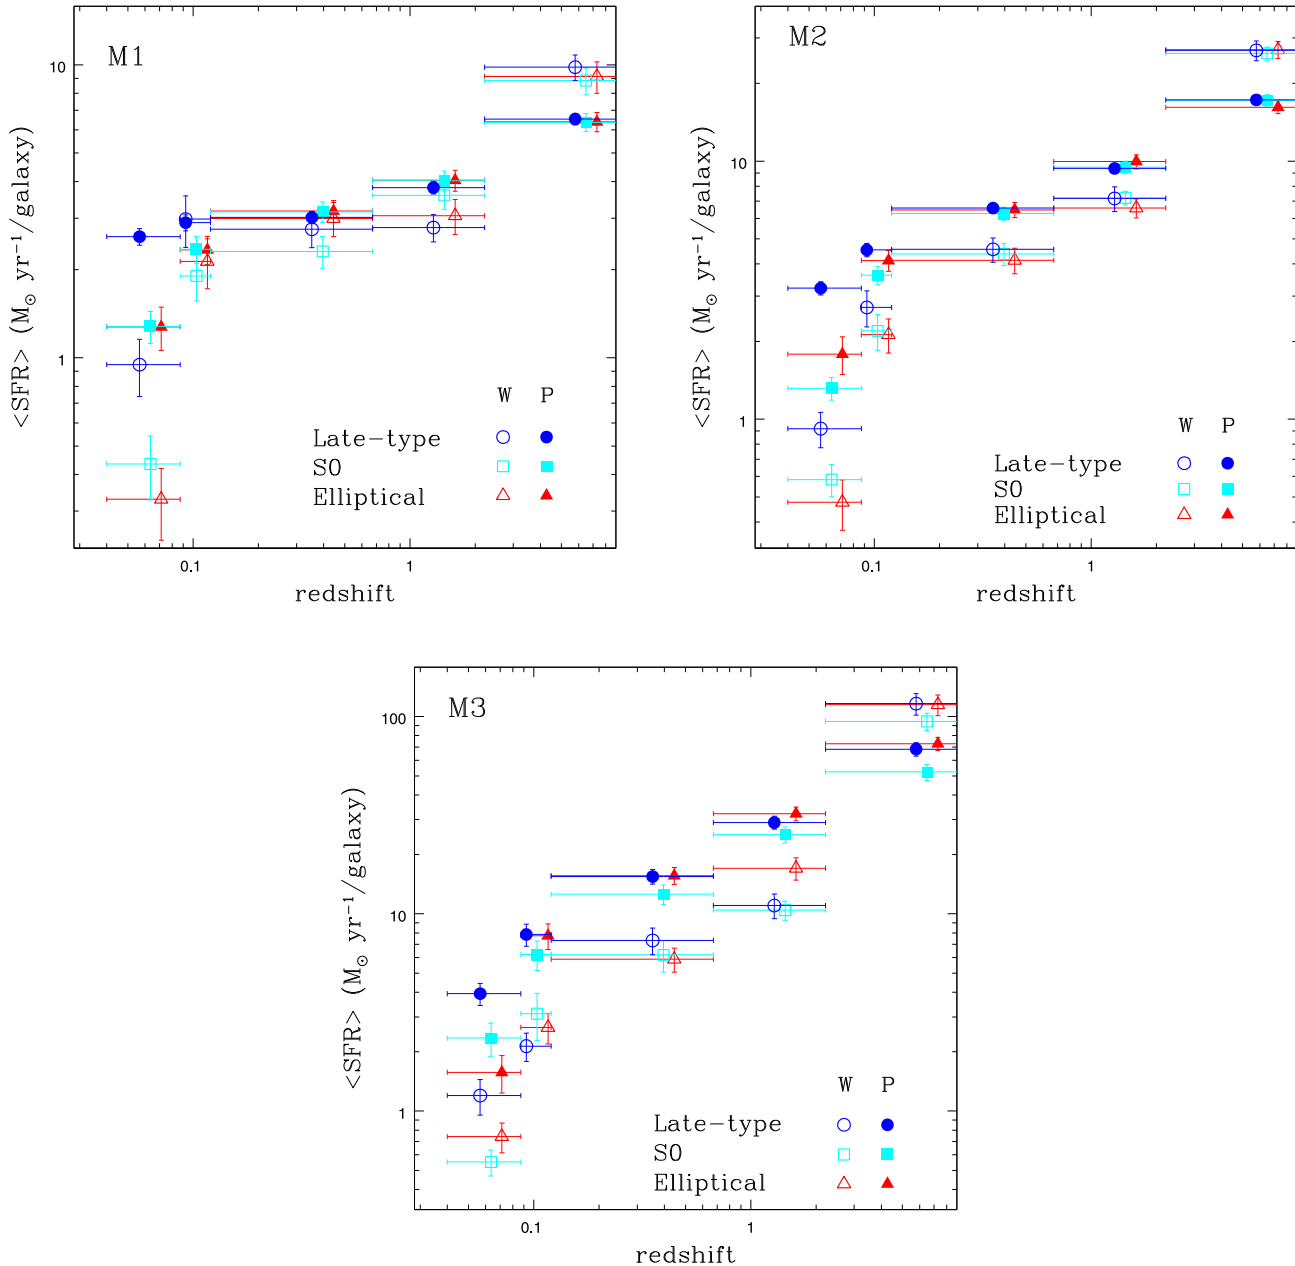 M1
10
1
<SFR> (M⊙ yr−1/galaxy)
W P
Late−type
S0
Elliptical
0.1 1
redshift
M2
10
1
<SFR> (M⊙ yr−1/galaxy)
W P
Late−type
S0
Elliptical
0.1 1
redshift
M3
100
10
1
<SFR> (M⊙ yr−1/galaxy)
W P
Late−type
S0
Elliptical
0.1 1
redshift